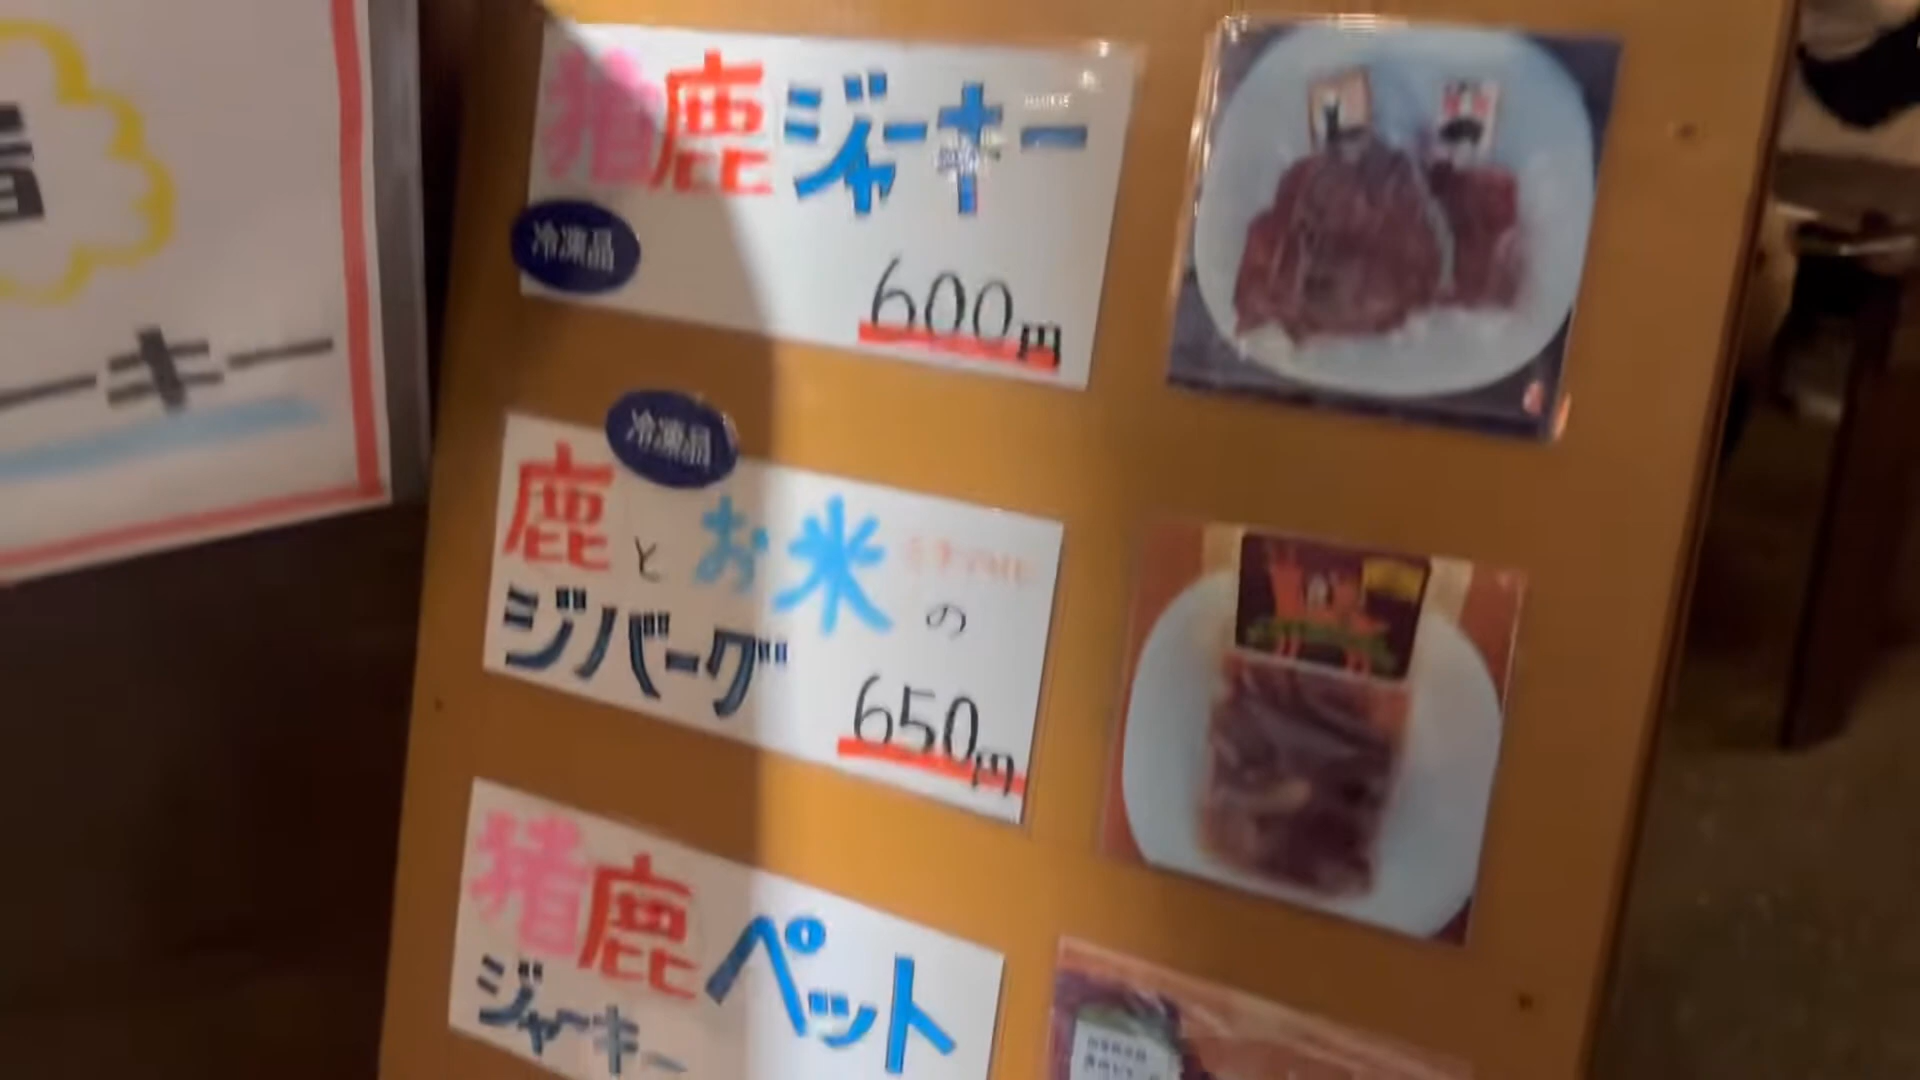 ーキー
猪鹿ジャーキー
冷凍品
600円
冷凍品
鹿とお米の
ジバーグ
650円
猪鹿ペット
ジャーキー